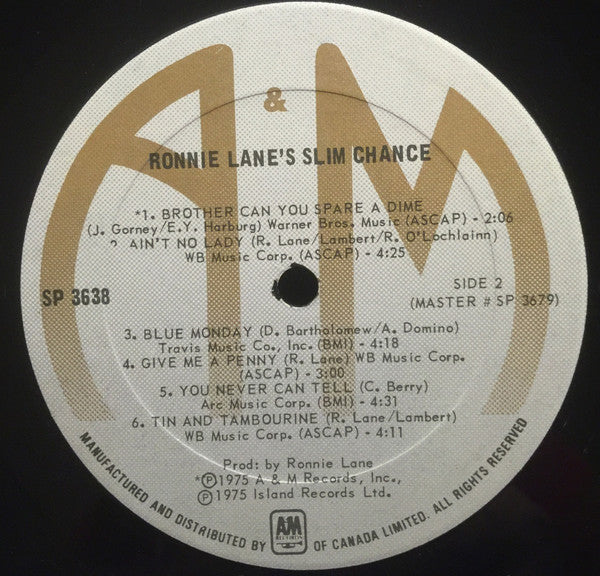 A&M
RONNIE LANE'S SLIM CHANCE
*1. BROTHER CAN YOU SPARE A DIME
(J. Gorney/E.Y. Harburg) Warner Bros. Music (ASCAP) - 2:06
2. AIN'T NO LADY (R. Lane/Lambert/R. O'Lochlainn)
WB Music Corp. (ASCAP) - 4:25
SP 3638
SIDE 2
(MASTER # SP 3679)
3. BLUE MONDAY (D. Bartholomew/A. Domino)
Travis Music Co., Inc. (BMI) - 4:18
4. GIVE ME A PENNY (R. Lane) WB Music Corp.
(ASCAP) - 3:00
5. YOU NEVER CAN TELL (C. Berry)
Arc Music Corp. (BMI) - 4:31
6. TIN AND TAMBOURINE (R. Lane/Lambert)
WB Music Corp. (ASCAP) - 4:11
Prod: by Ronnie Lane
*Ⓟ1975 A & M Records, Inc.,
Ⓟ1975 Island Records Ltd.
MANUFACTURED AND DISTRIBUTED BY AM RECORDS OF CANADA LIMITED. ALL RIGHTS RESERVED